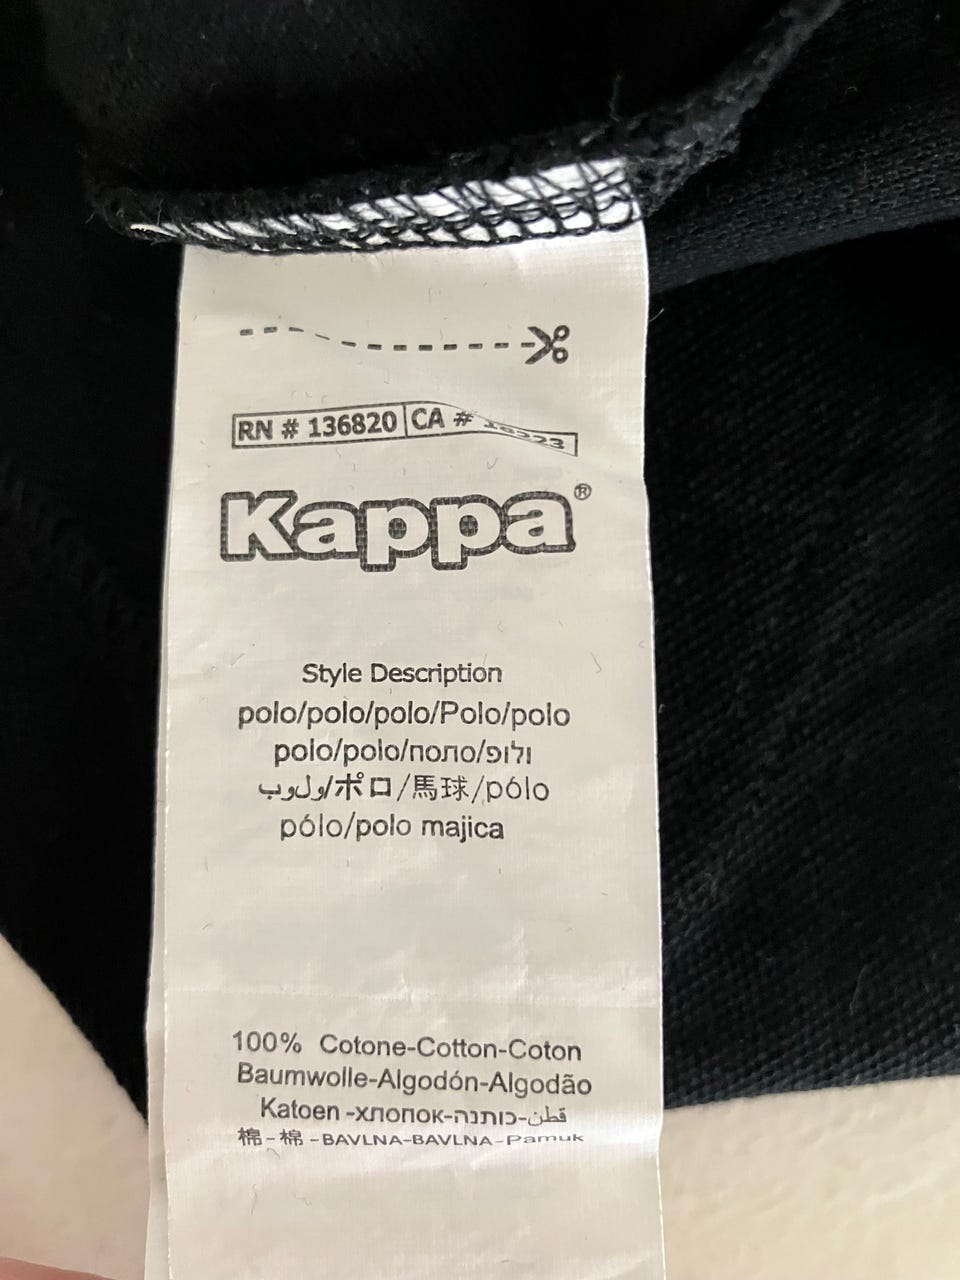 RN # 136820 CA #
Kappa®
Style Description
polo/polo/polo/Polo/polo
polo/polo/поло/ולופ
ب‎و‎ل‎و‎/ポロ/馬球/pólo
pólo/polo majica
100% Cotone-Cotton-Coton
Baumwolle-Algodón-Algodão
Katoen-хлопок-כותנה-قطن
棉-棉-BAVLNA-BAVLNA-Pamuk